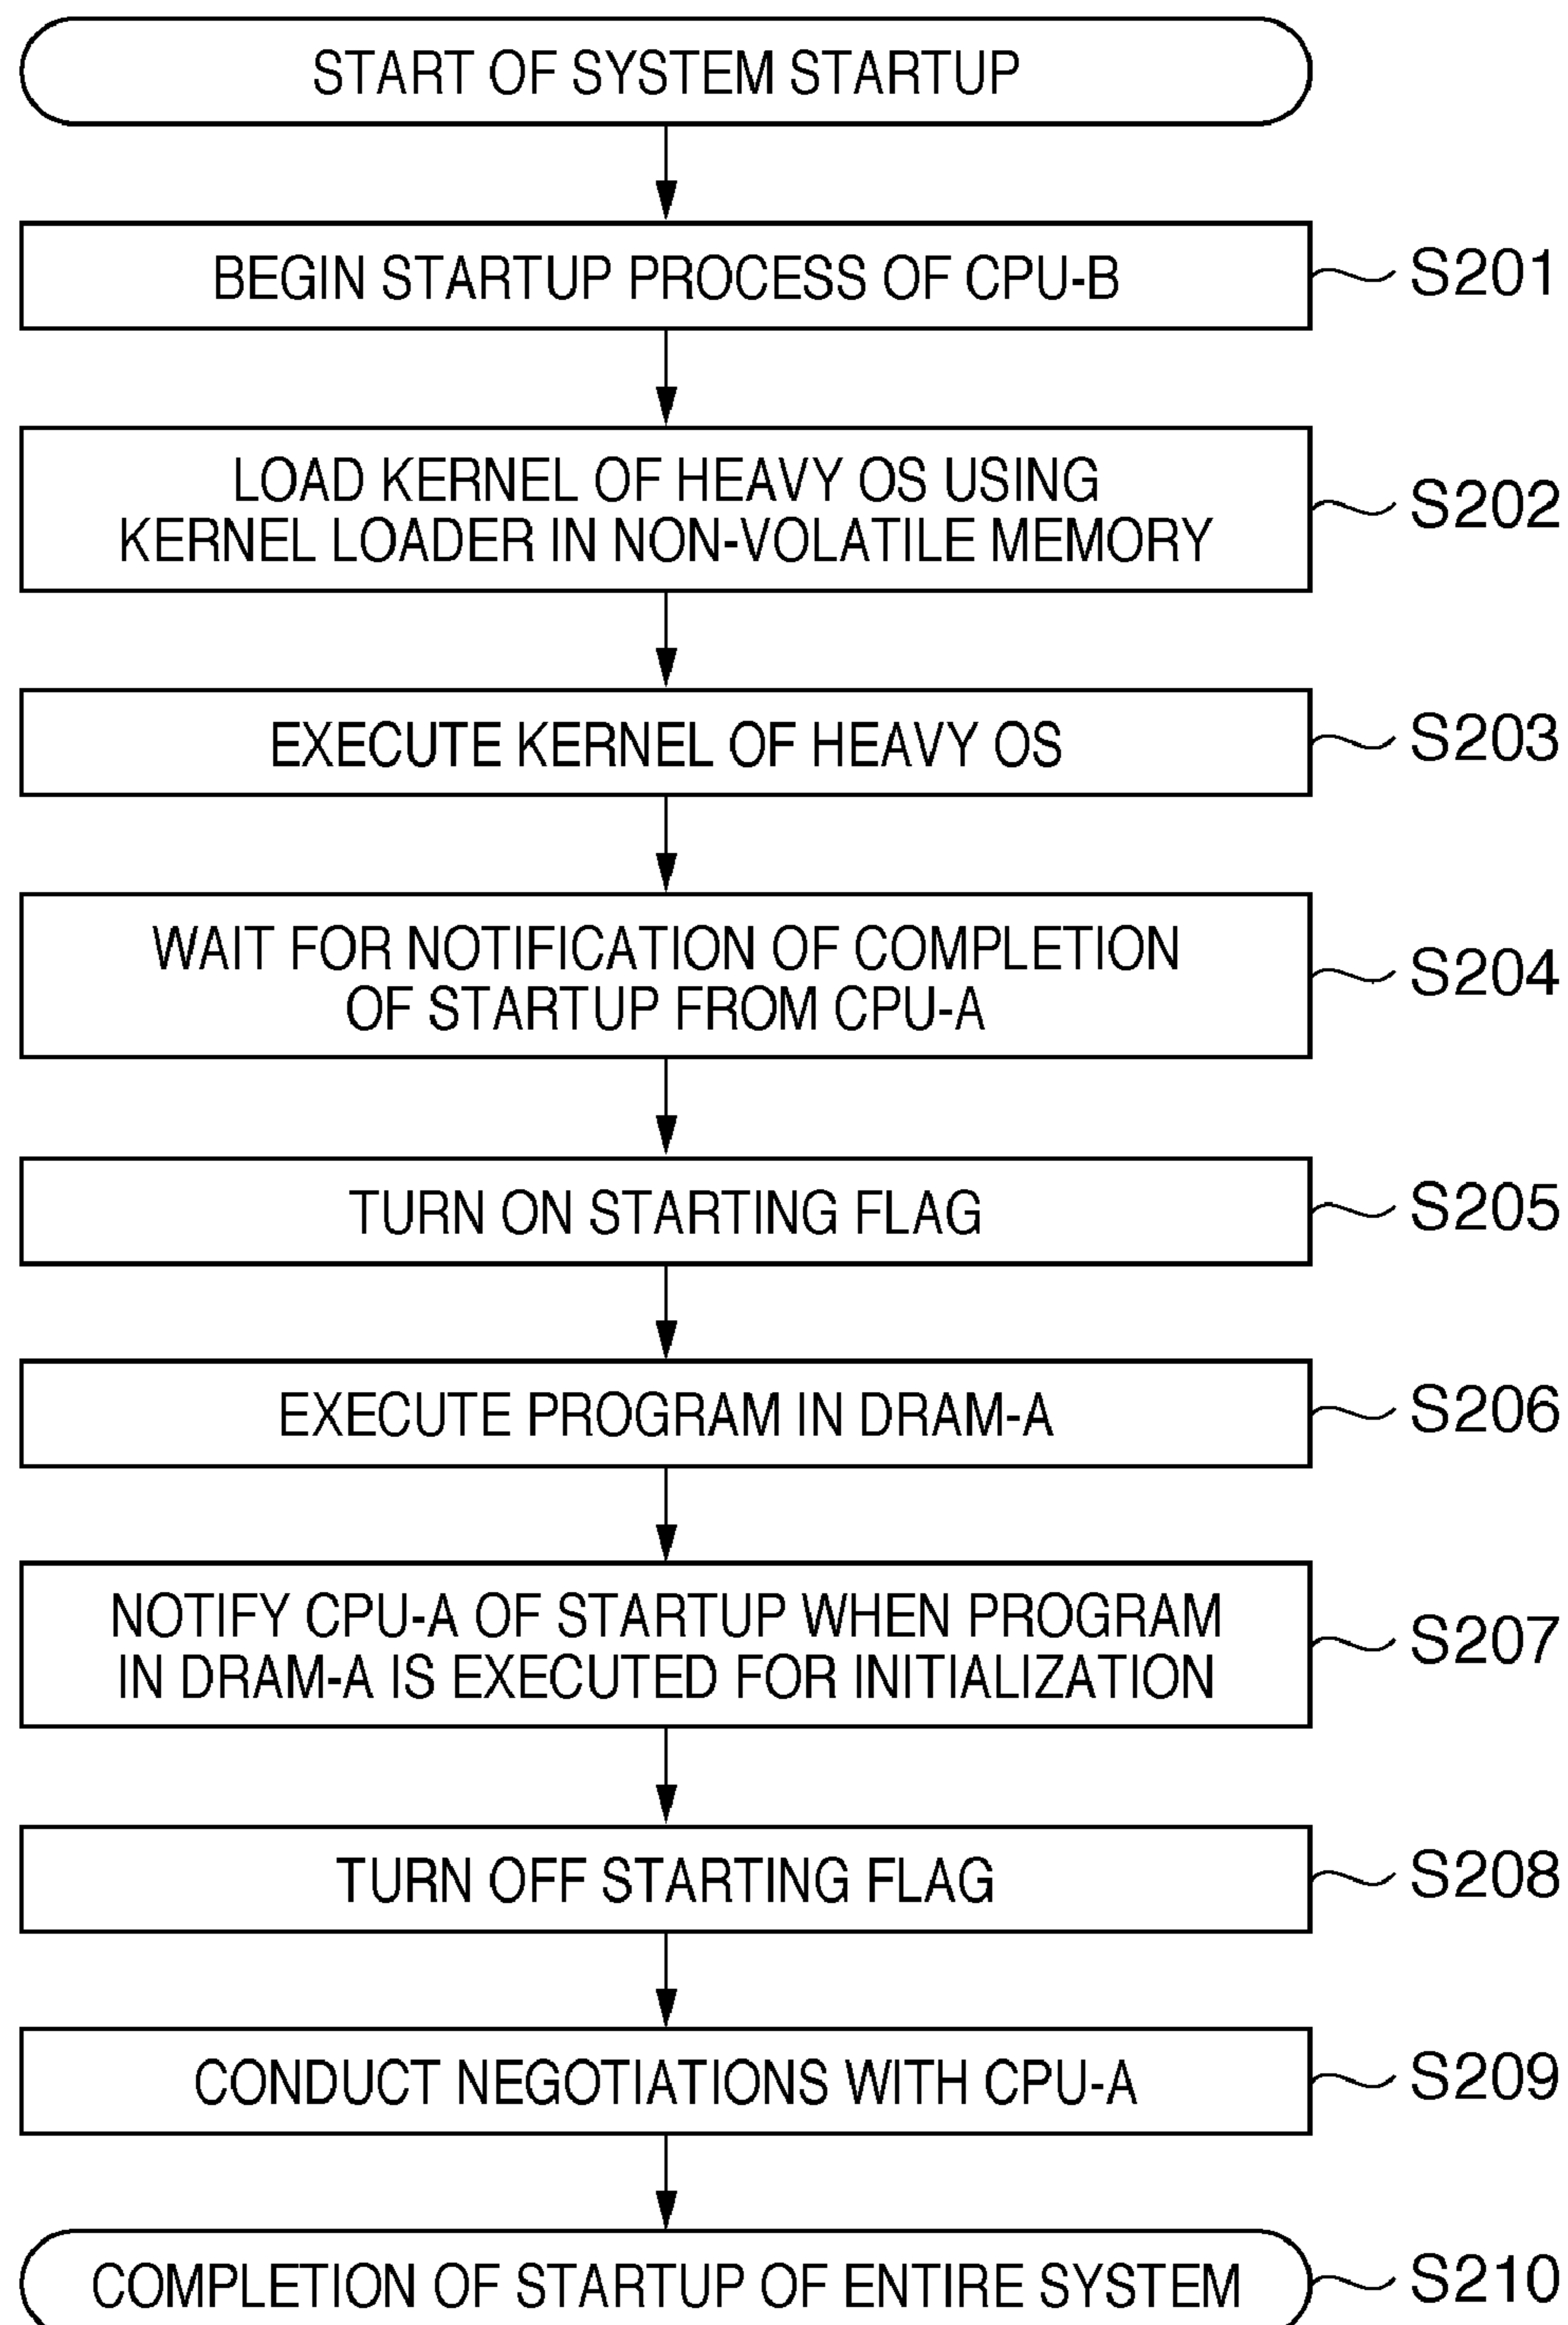 START OF SYSTEM STARTUP
BEGIN STARTUP PROCESS OF CPU-B
S201
LOAD KERNEL OF HEAVY OS USING
KERNEL LOADER IN NON-VOLATILE MEMORY
S202
EXECUTE KERNEL OF HEAVY OS
S203
WAIT FOR NOTIFICATION OF COMPLETION
OF STARTUP FROM CPU-A
S204
TURN ON STARTING FLAG
S205
EXECUTE PROGRAM IN DRAM-A
S206
NOTIFY CPU-A OF STARTUP WHEN PROGRAM
IN DRAM-A IS EXECUTED FOR INITIALIZATION
S207
TURN OFF STARTING FLAG
S208
CONDUCT NEGOTIATIONS WITH CPU-A
S209
COMPLETION OF STARTUP OF ENTIRE SYSTEM
S210